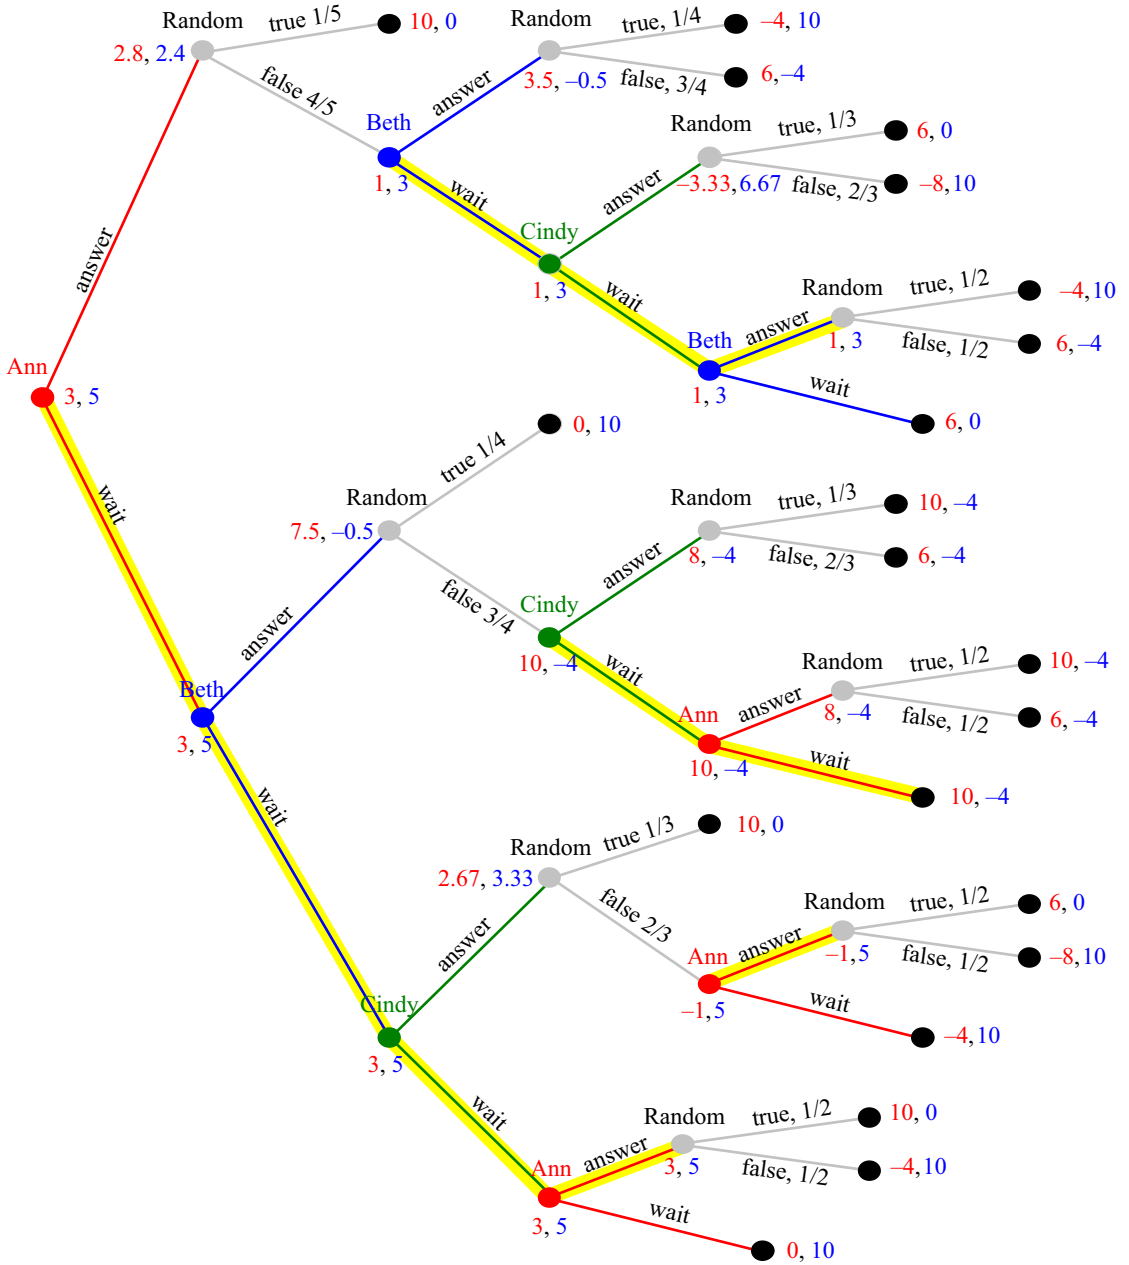 Random true 1/5 10, 0
2.8, 2.4
false 4/5
Random true, 1/4 –4, 10
3.5, –0.5 false, 3/4 6,–4
answer
Beth
1, 3
wait
Random true, 1/3 6, 0
–3.33,6.67 false, 2/3 –8,10
answer
Cindy
1, 3
wait
Random true, 1/2 –4,10
1, 3 false, 1/2 6,–4
answer
Beth
1, 3
wait
6, 0
answer
Ann
3, 5
wait
true 1/4 0, 10
Random
7.5, –0.5
false 3/4
answer
Random true, 1/3 10, –4
8, –4 false, 2/3 6, –4
answer
Cindy
10, –4
wait
Random true, 1/2 10, –4
8, –4 false, 1/2 6, –4
answer
Ann
10, –4
wait
10, –4
Beth
3, 5
wait
true 1/3 10, 0
Random
2.67, 3.33
false 2/3
answer
Random true, 1/2 6, 0
–1,5 false, 1/2 –8,10
answer
Ann
–1,5
wait
–4,10
Cindy
3, 5
wait
Random true, 1/2 10, 0
3, 5 false, 1/2 –4,10
answer
Ann
3, 5
wait
0, 10